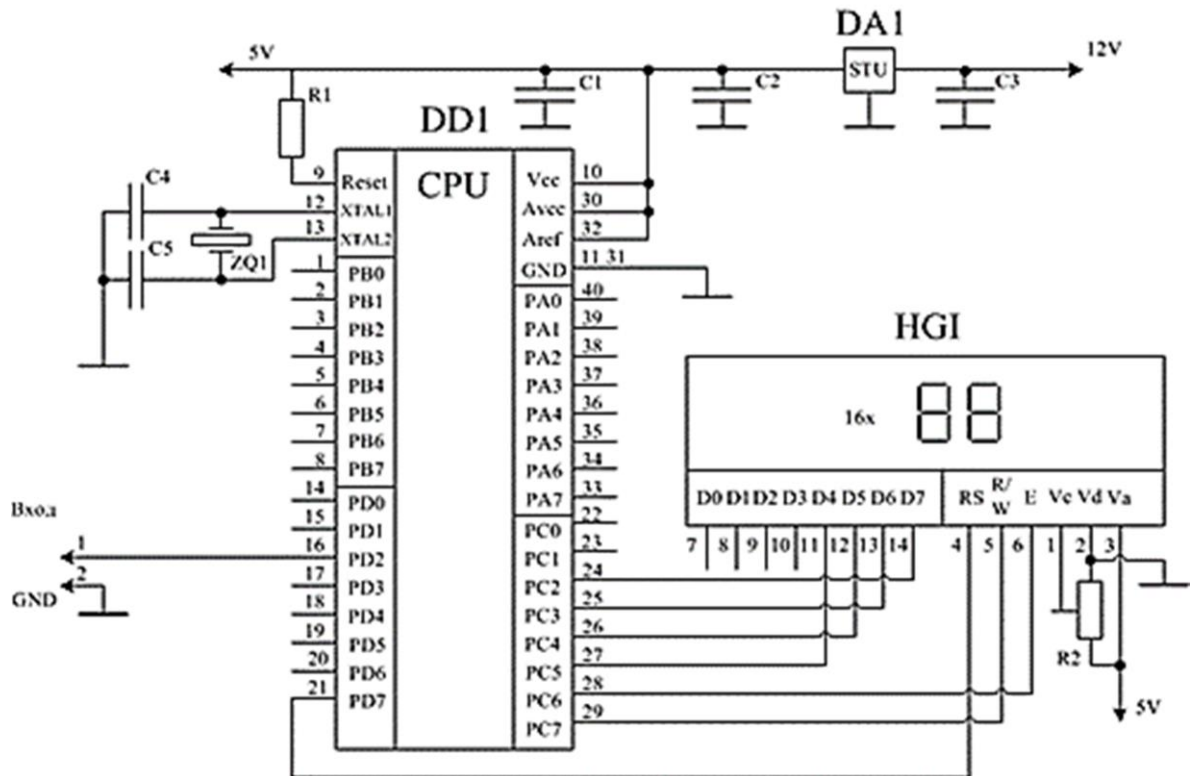 DA1
5V
12V
STU
C1
C2
C3
R1
DD1
CPU
C4
C5
ZQ1
9 Reset
12 XTAL1
13 XTAL2
1 PB0
2 PB1
3 PB2
4 PB3
5 PB4
6 PB5
7 PB6
8 PB7
14 PD0
15 PD1
16 PD2
17 PD3
18 PD4
19 PD5
20 PD6
21 PD7
Vcc 10
Avcc 30
Aref 32
GND 11 31
PA0 40
PA1 39
PA2 38
PA3 37
PA4 36
PA5 35
PA6 34
PA7 33
PC0 22
PC1 23
PC2 24
PC3 25
PC4 26
PC5 27
PC6 28
PC7 29
Вход
1
2
GND
HGI
16x
D0 D1 D2 D3 D4 D5 D6 D7 RS R/W E Vc Vd Va
7 8 9 10 11 12 13 14 4 5 6 1 2 3
R2
5V